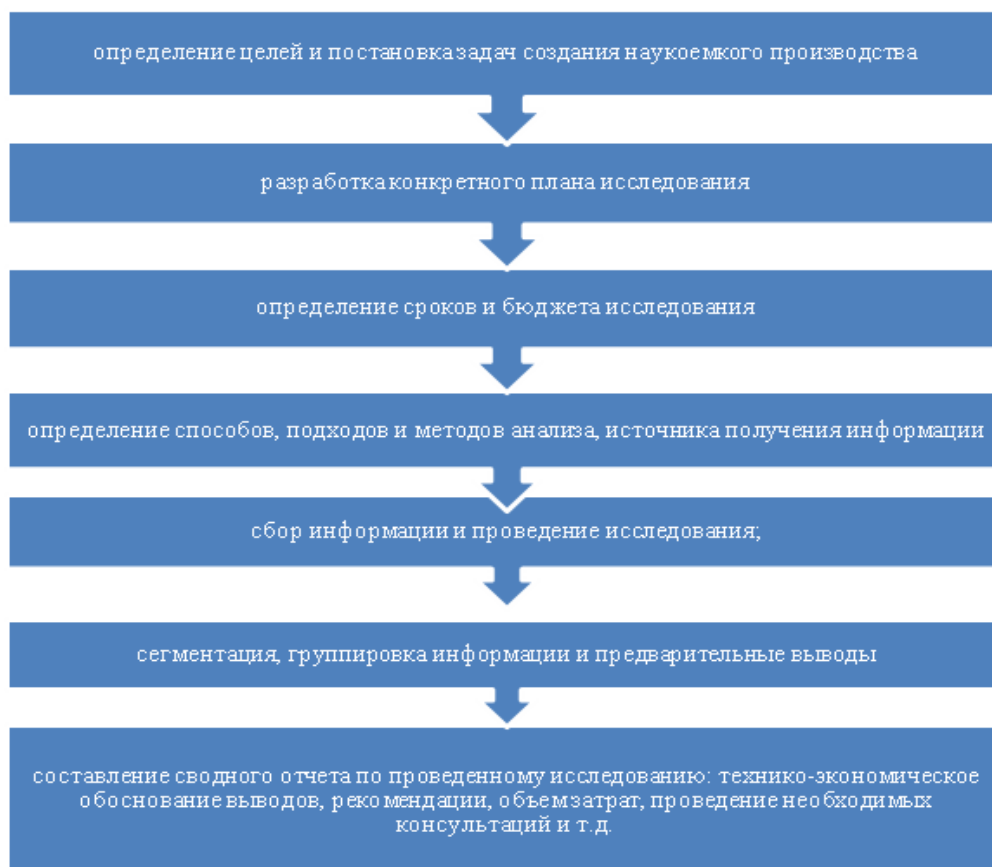 определение целей и постановка задач создания наукоемкого производства
разработка конкретного плана исследования
определение сроков и бюджета исследования
определение способов, подходов и методов анализа, источника получения информации
сбор информации и проведение исследования;
сегментация, группировка информации и предварительные выводы
составление сводного отчета по проведенному исследованию: технико-экономическое
обоснование выводов, рекомендации, объем затрат, проведение необходимых
консультаций и т.д.